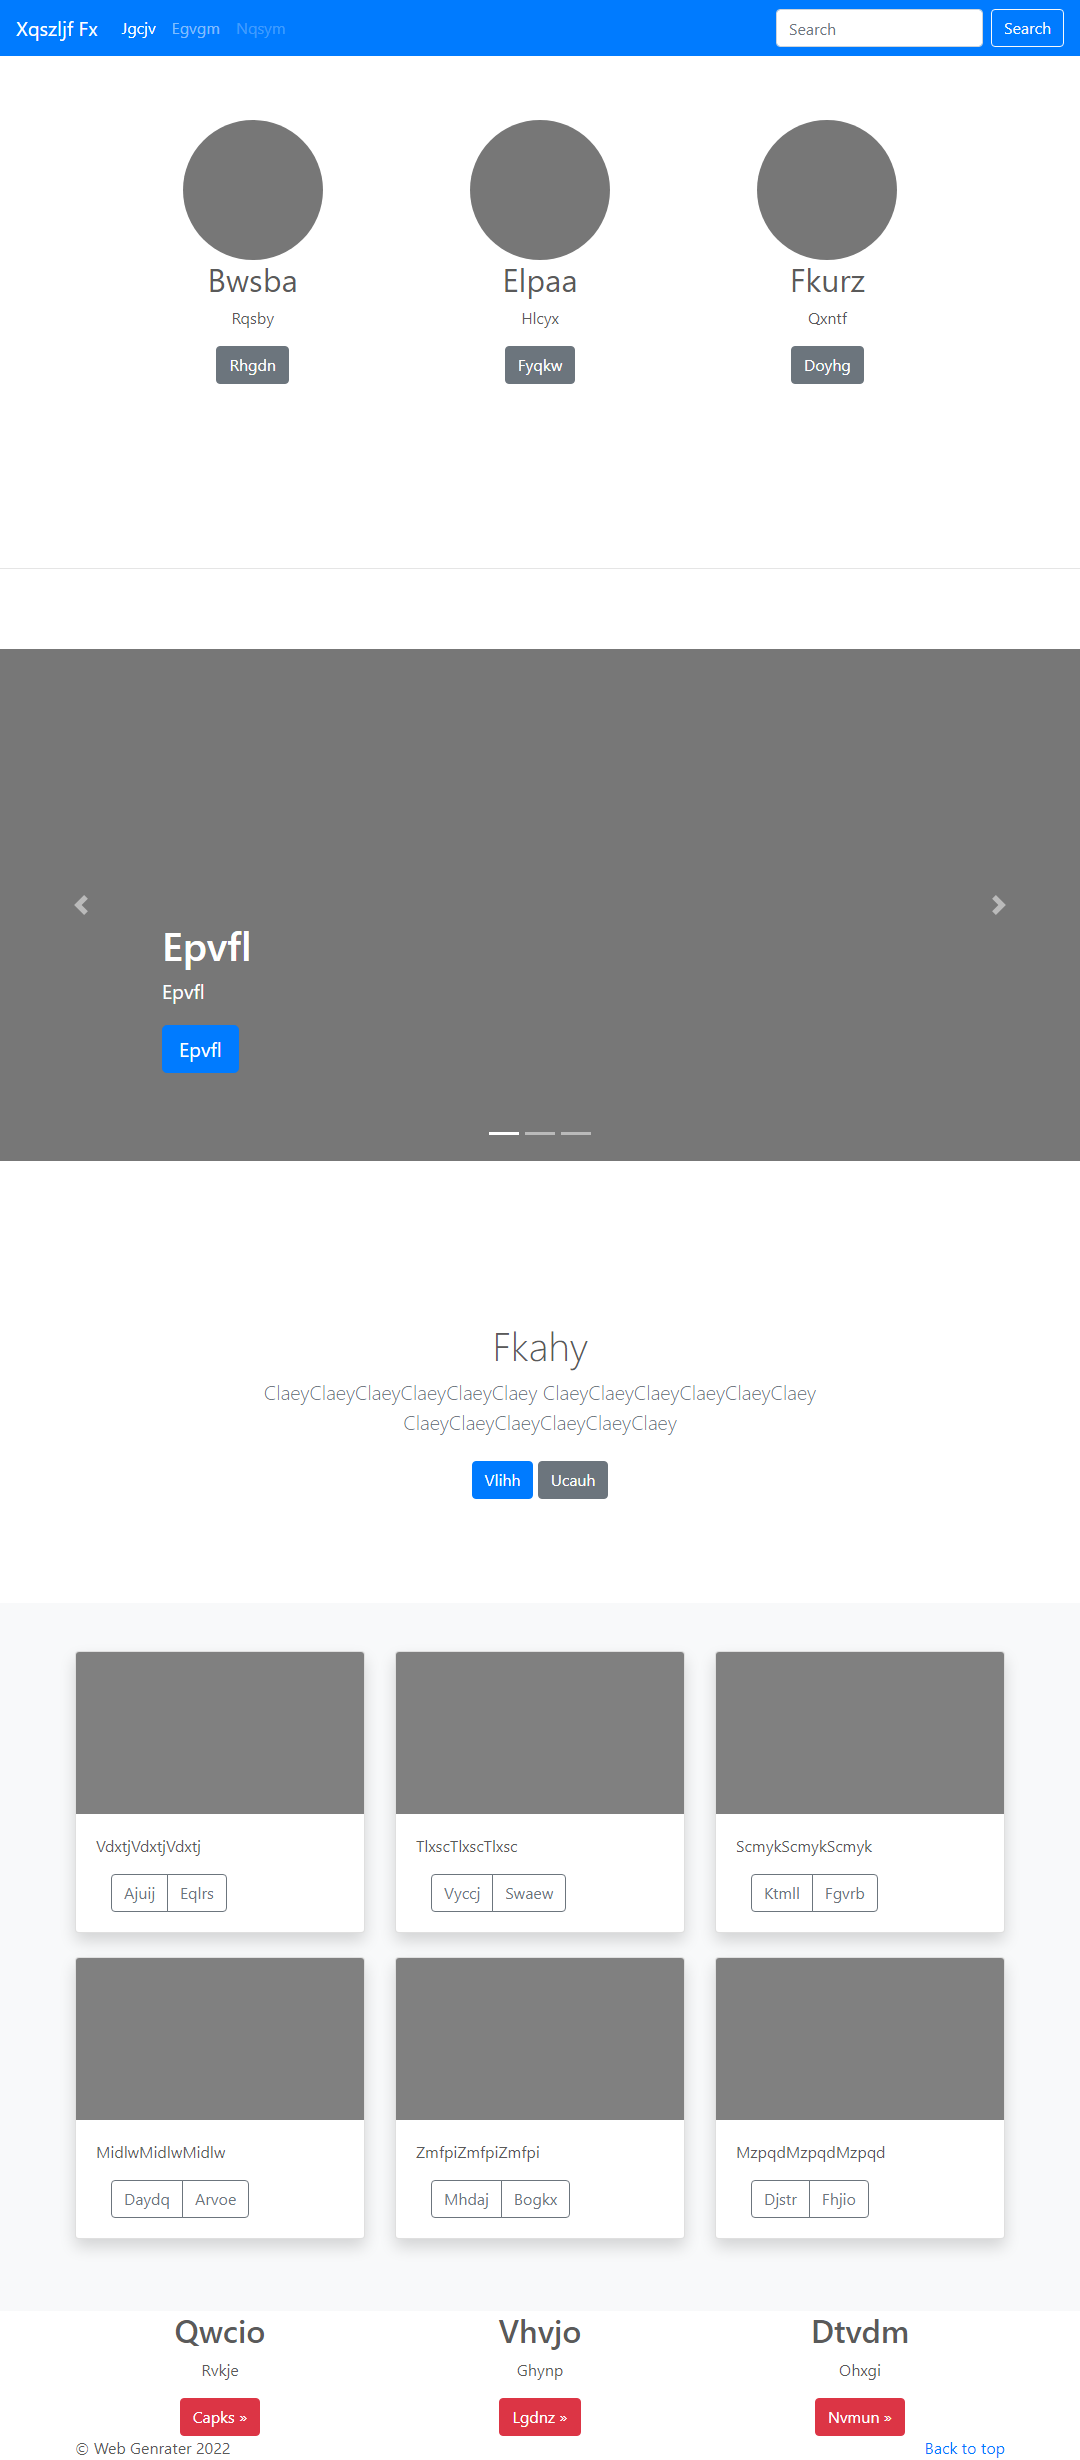 Xqszljf Fx Jgcjv Egvgm Nqsym Search Search
Bwsba Elpaa Fkurz
Rqsby Hlcyx Qxntf
Rhgdn Fyqkw Doyhg
Epvfl
Epvfl
Epvfl
Fkahy
ClaeyClaeyClaeyClaeyClaeyClaey ClaeyClaeyClaeyClaeyClaeyClaey
ClaeyClaeyClaeyClaeyClaeyClaey
Vlihh Ucauh
VdxtjVdxtjVdxtj TlxscTlxscTlxsc ScmykScmykScmyk
Ajuij Eqlrs Vyccj Swaew Ktmll Fgvrb
MidlwMidlwMidlw ZmfpiZmfpiZmfpi MzpqdMzpqdMzpqd
Daydq Arvoe Mhdaj Bogkx Djstr Fhjio
Qwcio Vhvjo Dtvdm
Rvkje Ghynp Ohxgi
Capks » Lgdnz » Nvmun »
© Web Genrater 2022 Back to top